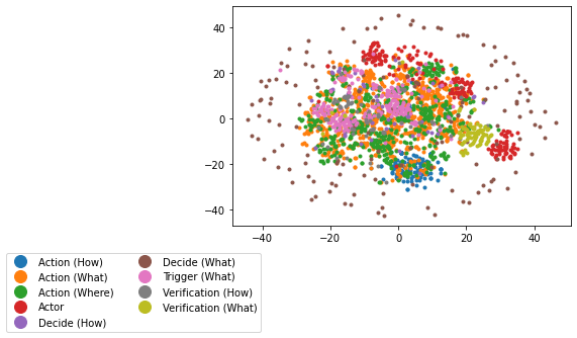 40
20
0
−20
−40
−40 −20 0 20 40
Action (How) Decide (What)
Action (What) Trigger (What)
Action (Where) Verification (How)
Actor Verification (What)
Decide (How)